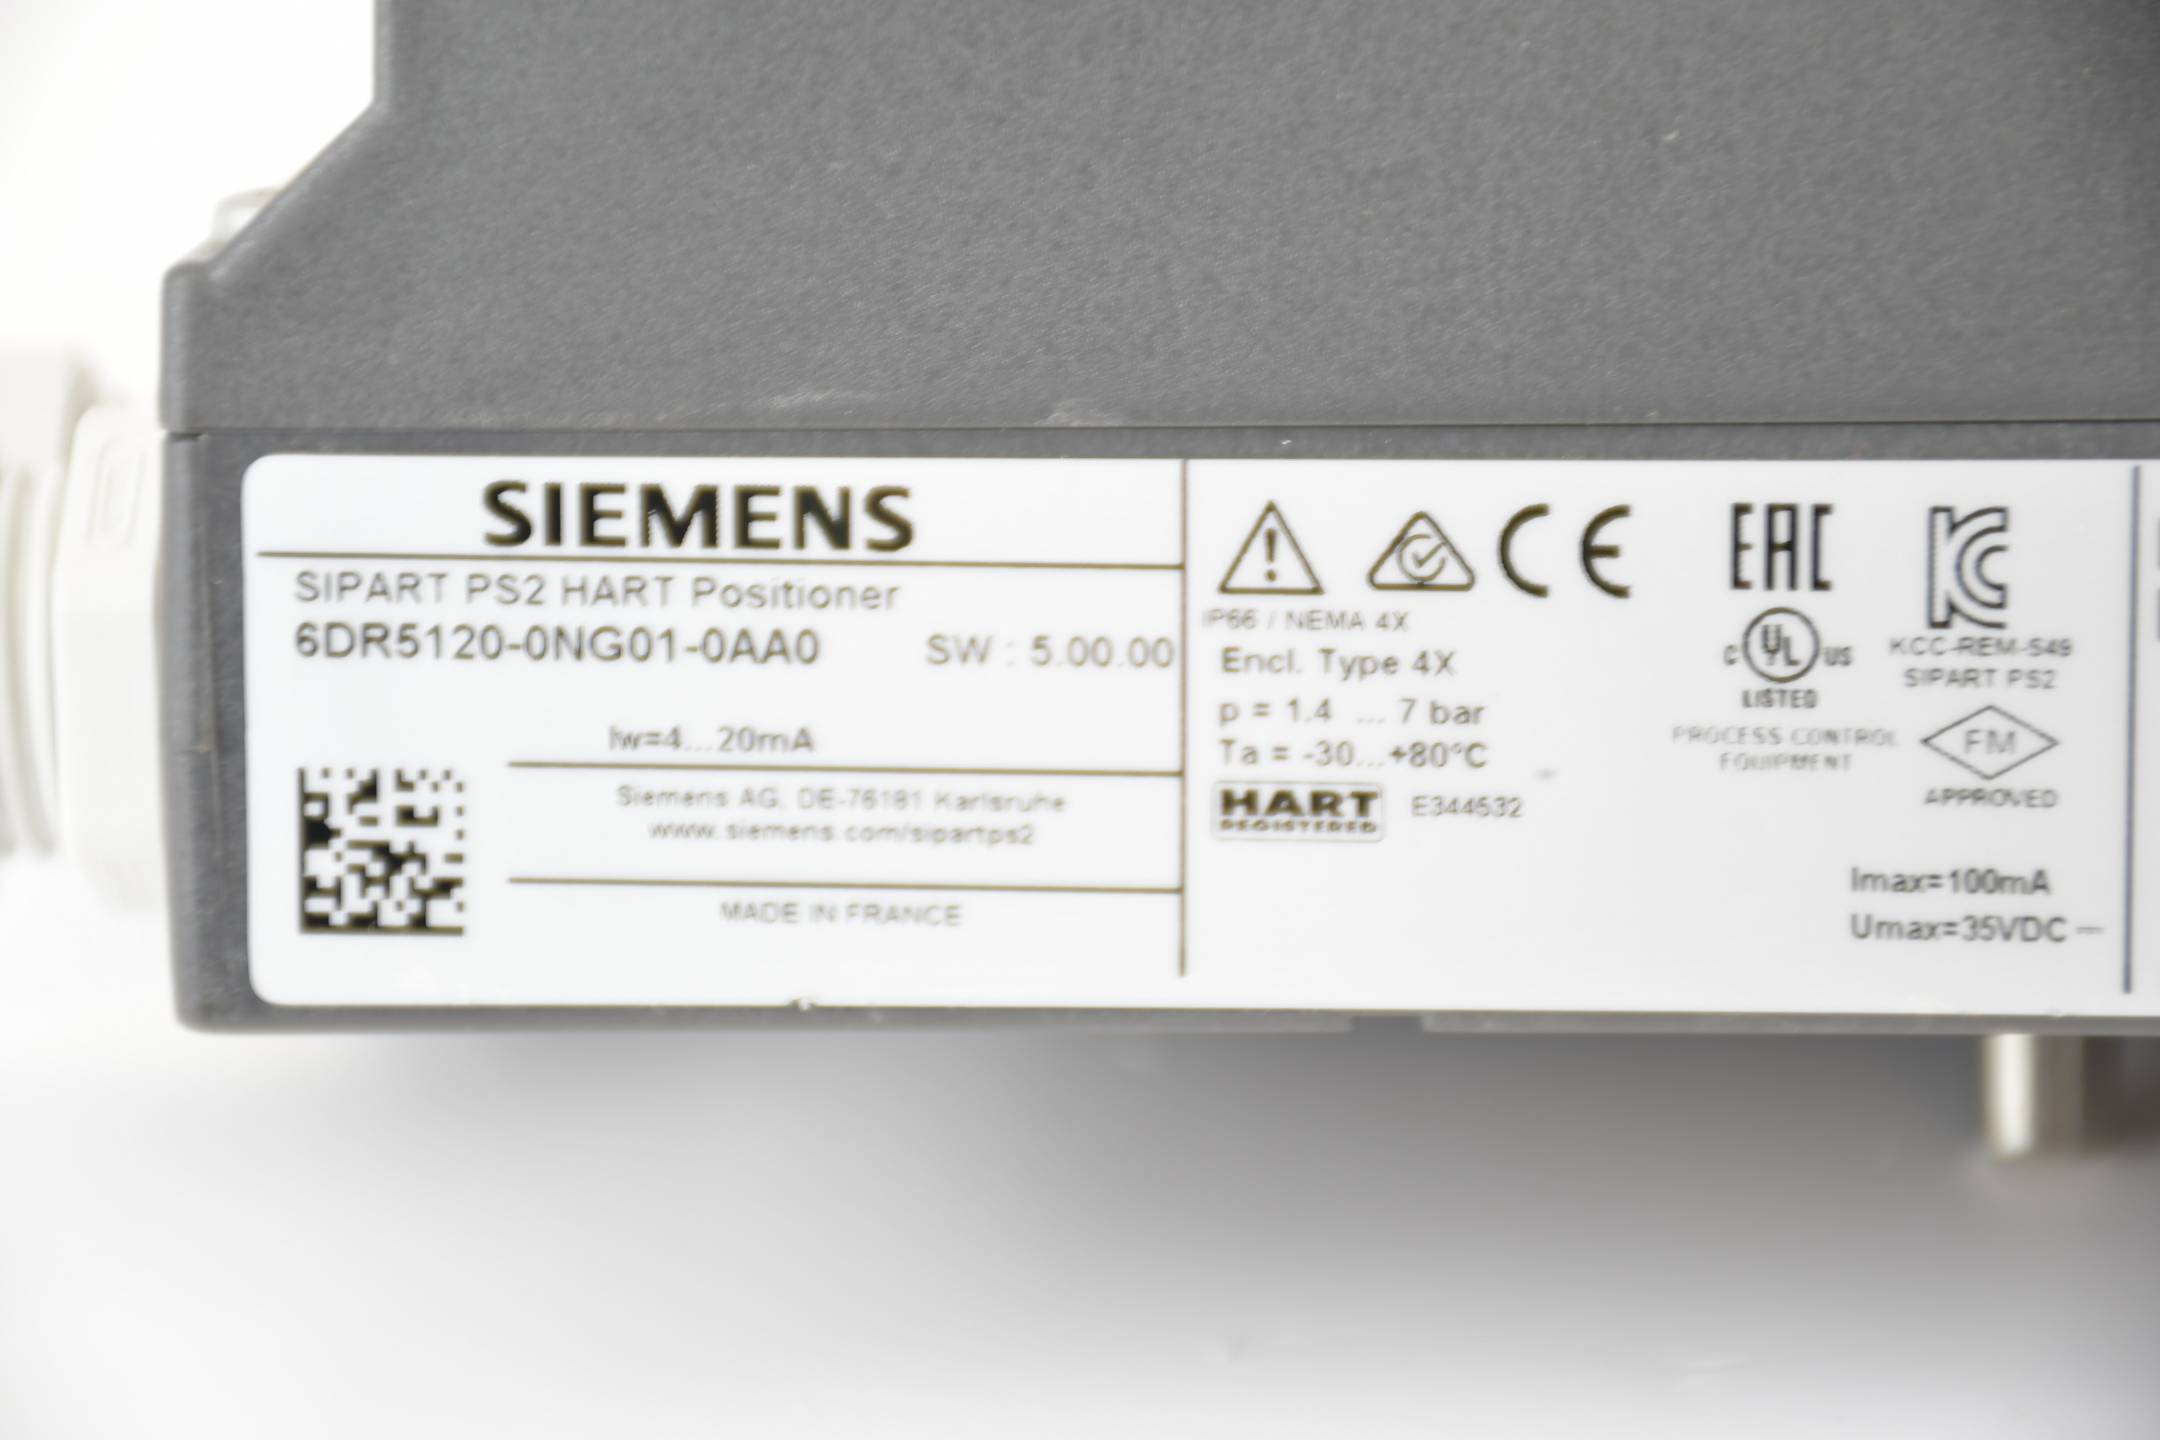 SIEMENS
SIPART PS2 HART Positioner
6DR5120-0NG01-0AA0 SW : 5.00.00
Iw=4...20mA
Siemens AG, DE-76181 Karlsruhe
www.siemens.com/sipartps2
MADE IN FRANCE
CE
EAC
KC
IP66 / NEMA 4X
Encl. Type 4X
p = 1.4 ... 7 bar
Ta = -30...+80°C
HART
REGISTERED
E344532
C UL US
LISTED
PROCESS CONTROL
EQUIPMENT
KCC-REM-S49
SIPART PS2
FM
APPROVED
Imax=100mA
Umax=35VDC